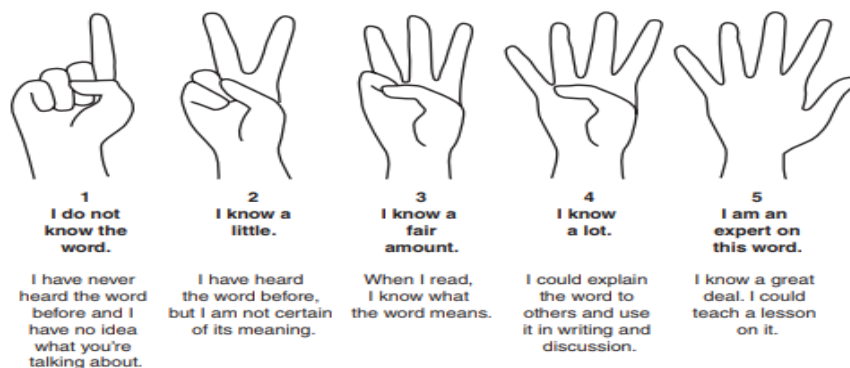 1
I do not
know the
word.
I have never
heard the word
before and I
have no idea
what you're
talking about.
2
I know a
little.
I have heard
the word before,
but I am not certain
of its meaning.
3
I know a
fair
amount.
When I read,
I know what
the word means.
4
I know
a lot.
I could explain
the word to
others and use
it in writing and
discussion.
5
I am an
expert on
this word.
I know a great
deal. I could
teach a lesson
on it.